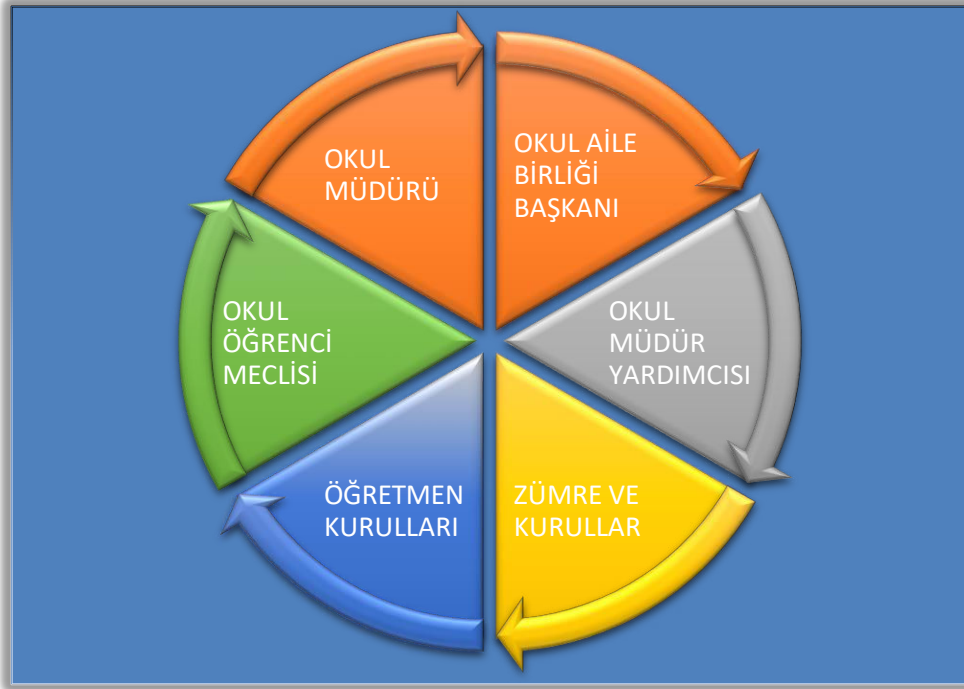 OKUL
MÜDÜRÜ
OKUL AİLE
BİRLİĞİ
BAŞKANI
OKUL
MÜDÜR
YARDIMCISI
ZÜMRE VE
KURULLAR
ÖĞRETMEN
KURULLARI
OKUL
ÖĞRENCİ
MECLİSİ